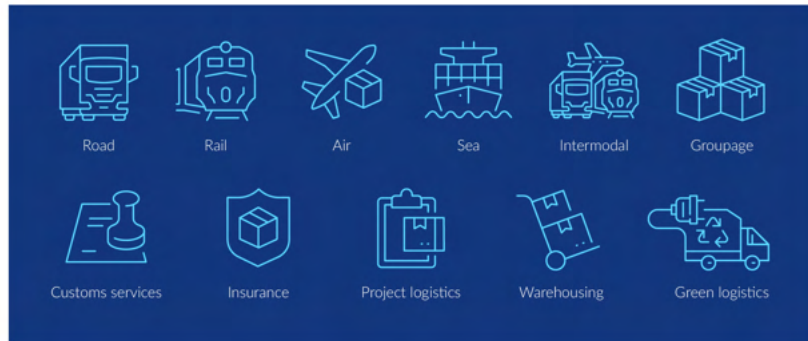 Road
Rail
Air
Sea
Intermodal
Groupage
Customs services
Insurance
Project logistics
Warehousing
Green logistics